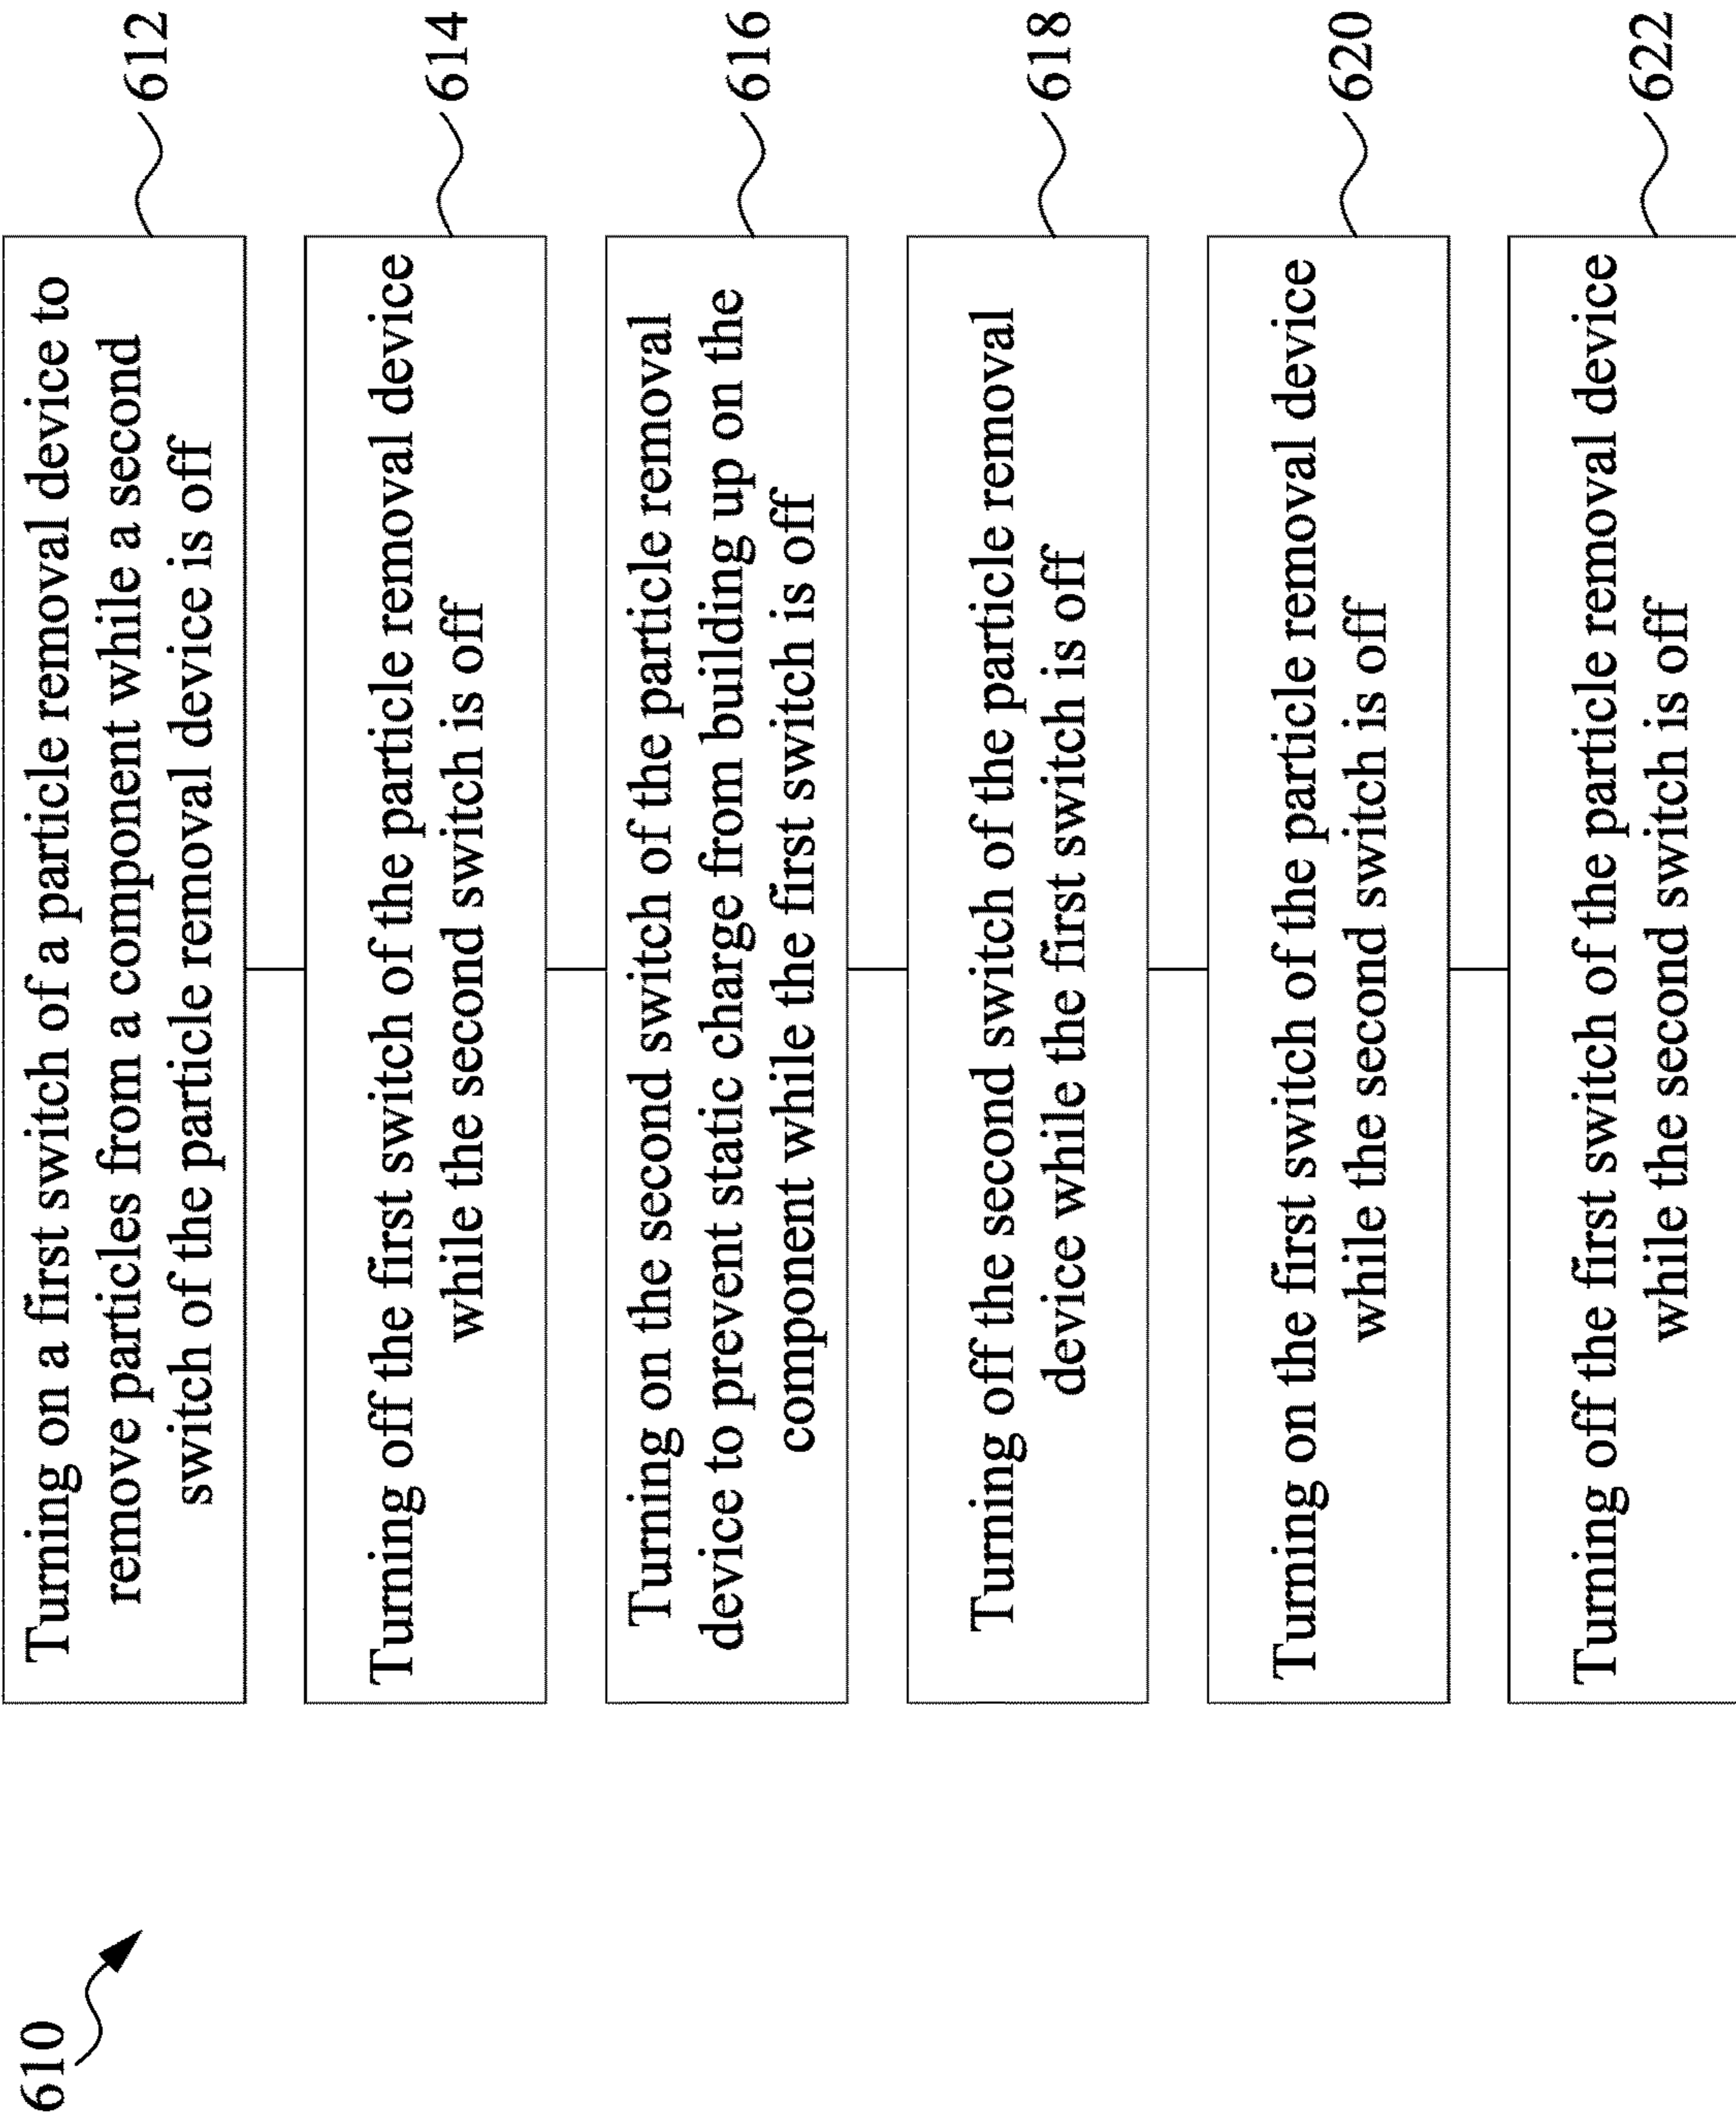 610
Turning on a first switch of a particle removal device to
remove particles from a component while a second
switch of the particle removal device is off
612
Turning off the first switch of the particle removal device
while the second switch is off
614
Turning on the second switch of the particle removal
device to prevent static charge from building up on the
component while the first switch is off
616
Turning off the second switch of the particle removal
device while the first switch is off
618
Turning on the first switch of the particle removal device
while the second switch is off
620
Turning off the first switch of the particle removal device
while the second switch is off
622